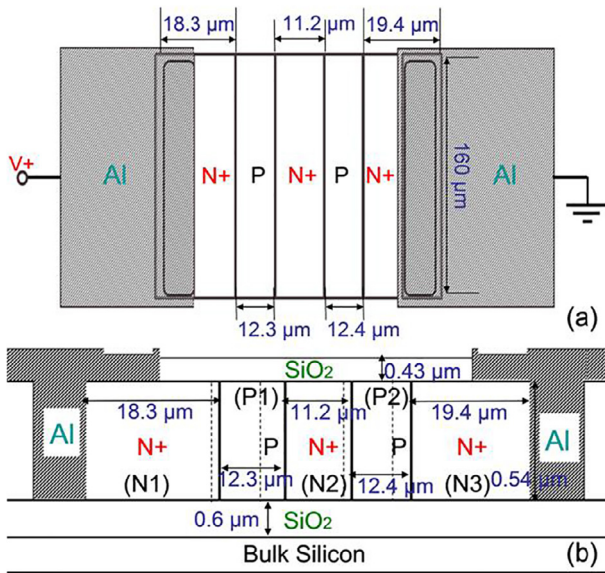 18.3 µm
11.2 µm
19.4 µm
V+
Al
N+
P
N+
P
N+
160 µm
Al
12.3 µm
12.4 µm
(a)
SiO2
0.43 µm
18.3 µm
(P1)
11.2 µm
(P2)
19.4 µm
Al
N+
P
N+
P
N+
Al
(N1)
12.3 µm
(N2)
12.4 µm
(N3)
0.54 µm
0.6 µm
SiO2
Bulk Silicon
(b)